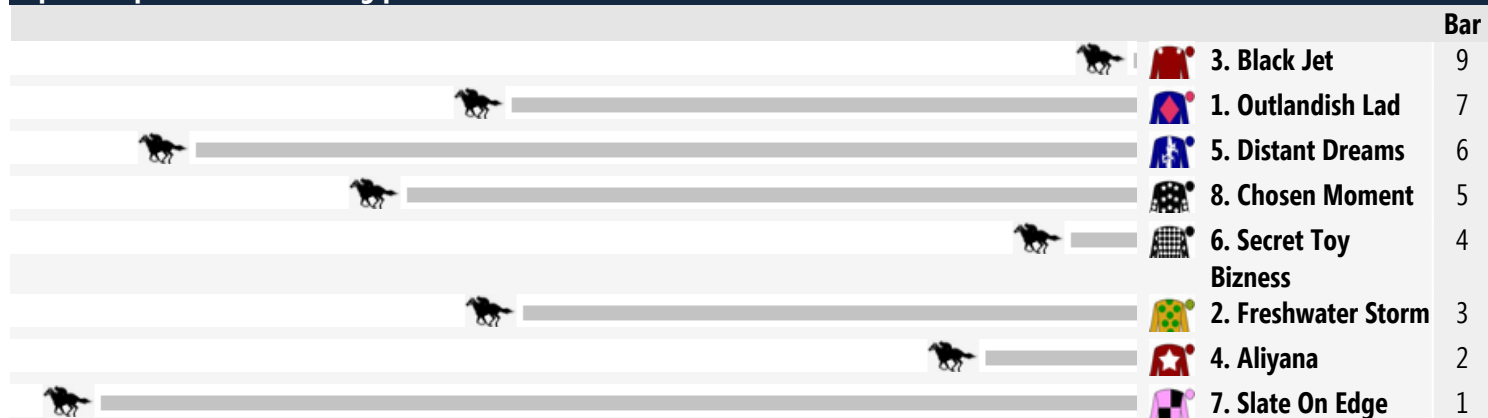 Bar
3. Black Jet 9
1. Outlandish Lad 7
5. Distant Dreams 6
8. Chosen Moment 5
6. Secret Toy 4
Bizness
2. Freshwater Storm 3
4. Aliyana 2
7. Slate On Edge 1